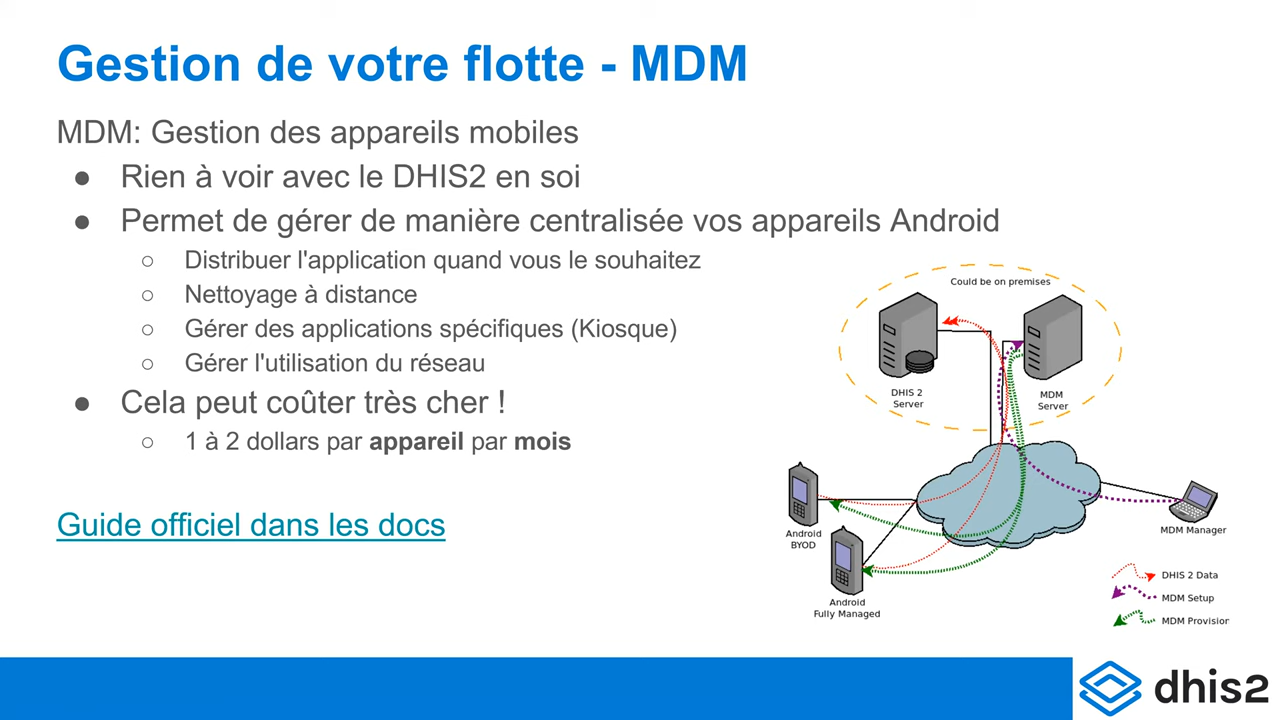 Gestion de votre flotte - MDM
MDM: Gestion des appareils mobiles
● Rien à voir avec le DHIS2 en soi
● Permet de gérer de manière centralisée vos appareils Android
○ Distribuer l'application quand vous le souhaitez
○ Nettoyage à distance
○ Gérer des applications spécifiques (Kiosque)
○ Gérer l'utilisation du réseau
● Cela peut coûter très cher !
○ 1 à 2 dollars par appareil par mois
Guide officiel dans les docs
Could be on premises
DHIS 2
Server
MDM
Server
Android
BYOD
Android
Fully Managed
MDM Manager
DHIS 2 Data
MDM Setup
MDM Provision
dhis2